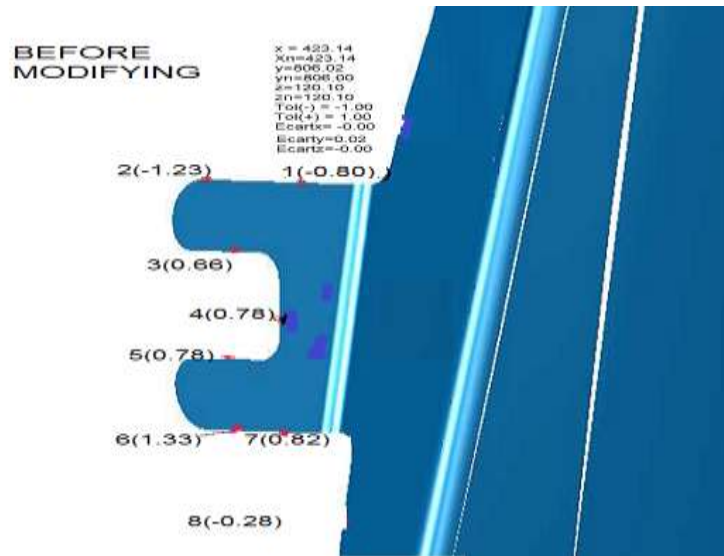 BEFORE
MODIFYING
x = 423.14
Xn=423.14
y=806.02
yn=806.00
z=120.10
zn=120.10
Tol(-) = -1.00
Tol(+) = 1.00
Ecartx= -0.00
Ecarty=0.02
Ecartz=-0.00
2(-1.23)
1(-0.80)
3(0.66)
4(0.78)
5(0.78)
6(1.33)
7(0.82)
8(-0.28)